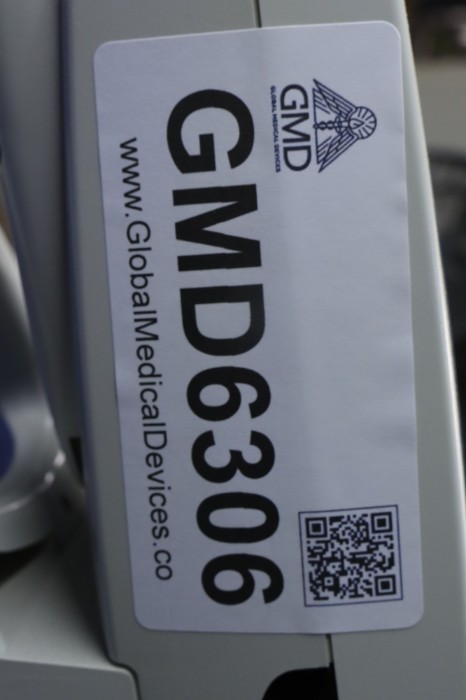 GMD
GLOBAL MEDICAL DEVICES
GMD6306
www.GlobalMedicalDevices.co